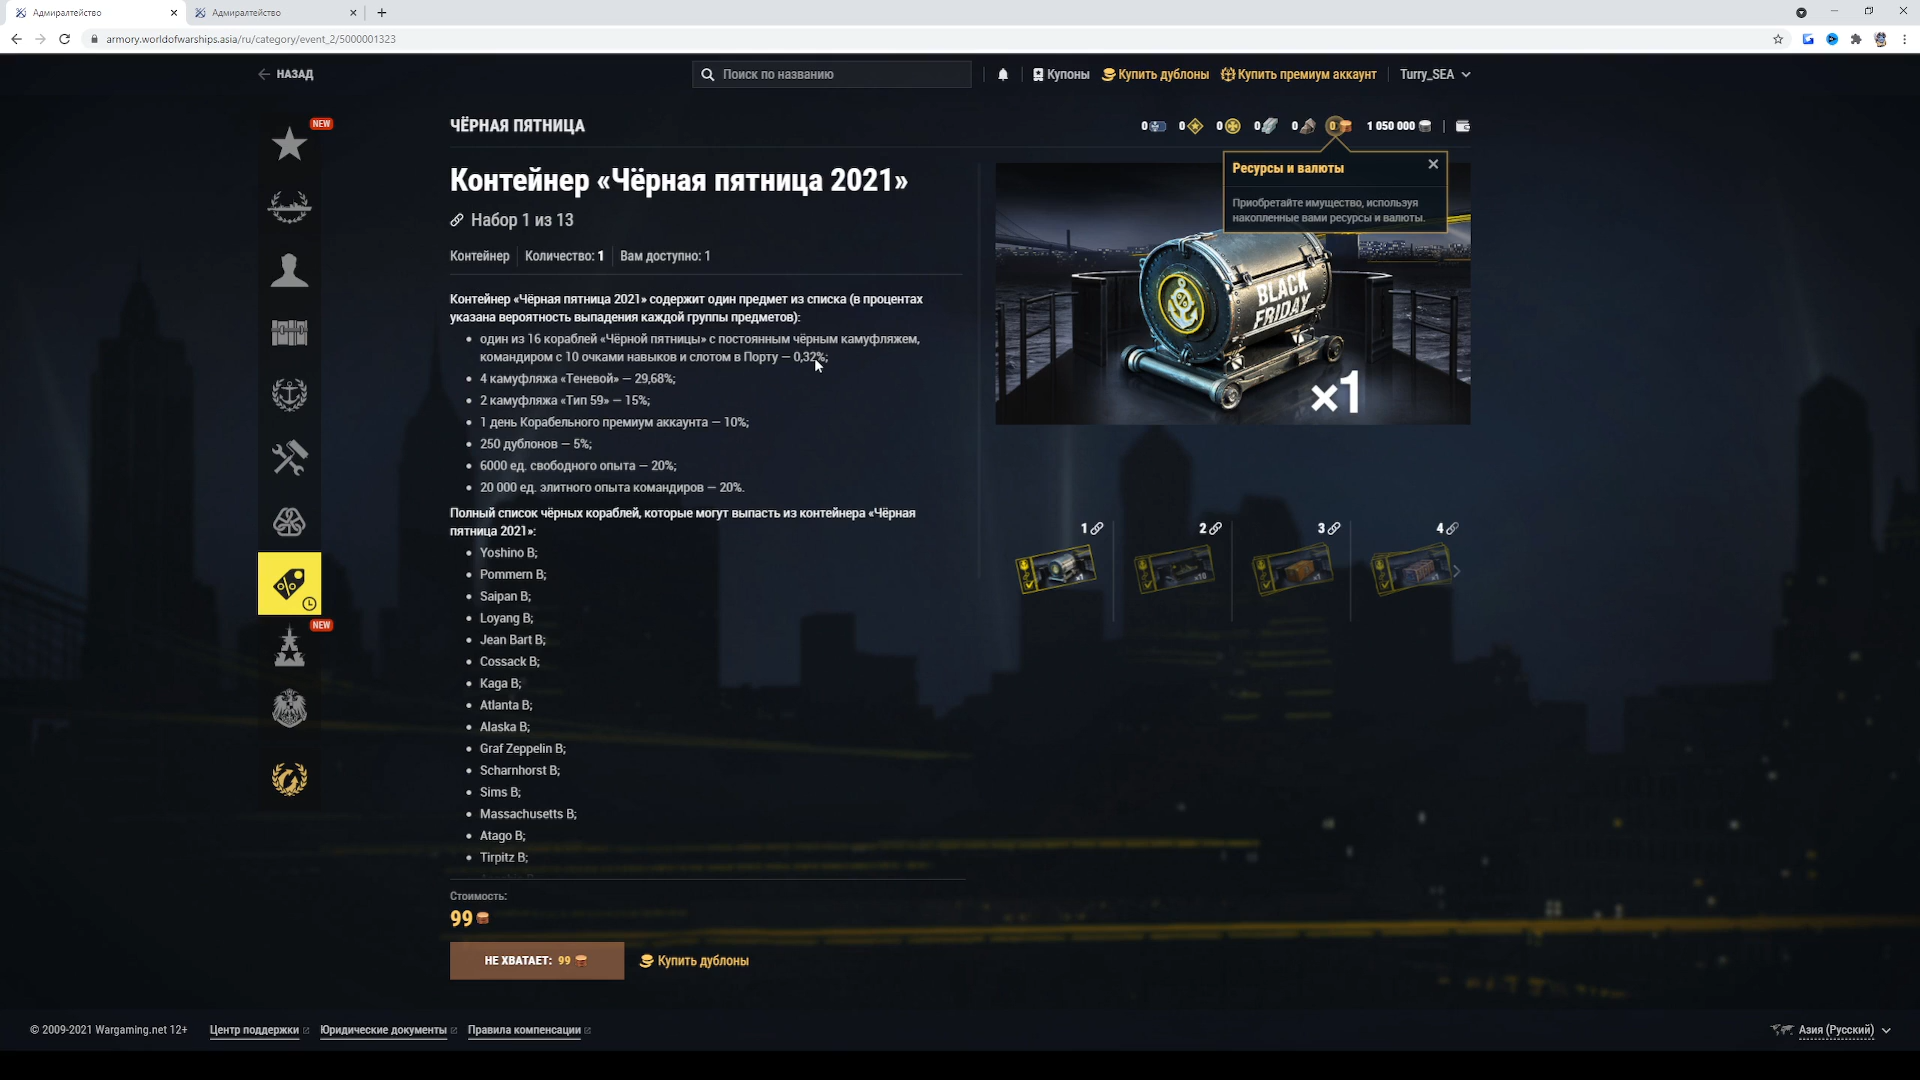 Адмиралтейство
Адмиралтейство
armory.worldofwarships.asia/ru/category/event_2/5000001323
НАЗАД
Поиск по названию
Купоны
Купить дублоны
Купить премиум аккаунт
Turry_SEA
NEW
ЧЁРНАЯ ПЯТНИЦА
0 0 0 0 0 0 1 050 000
Контейнер «Чёрная пятница 2021»
Набор 1 из 13
Контейнер Количество: 1 Вам доступно: 1
Ресурсы и валюты
Приобретайте имущество, используя
накопленные вами ресурсы и валюты.
BLACK
FRIDAY
×1
Контейнер «Чёрная пятница 2021» содержит один предмет из списка (в процентах
указана вероятность выпадения каждой группы предметов):
• один из 16 кораблей «Чёрной пятницы» с постоянным чёрным камуфляжем,
командиром с 10 очками навыков и слотом в Порту — 0,32%;
• 4 камуфляжа «Теневой» — 29,68%;
• 2 камуфляжа «Тип 59» — 15%;
• 1 день Корабельного премиум аккаунта — 10%;
• 250 дублонов — 5%;
• 6000 ед. свободного опыта — 20%;
• 20 000 ед. элитного опыта командиров — 20%.
Полный список чёрных кораблей, которые могут выпасть из контейнера «Чёрная
пятница 2021»:
• Yoshino B;
• Pommern B;
• Saipan B;
• Loyang B;
• Jean Bart B;
• Cossack B;
• Kaga B;
• Atlanta B;
• Alaska B;
• Graf Zeppelin B;
• Scharnhorst B;
• Sims B;
• Massachusetts B;
• Atago B;
• Tirpitz B;
1 2 3 4
NEW
Стоимость:
99
НЕ ХВАТАЕТ: 99
Купить дублоны
© 2009-2021 Wargaming.net 12+
Центр поддержки
Юридические документы
Правила компенсации
Азия (Русский)